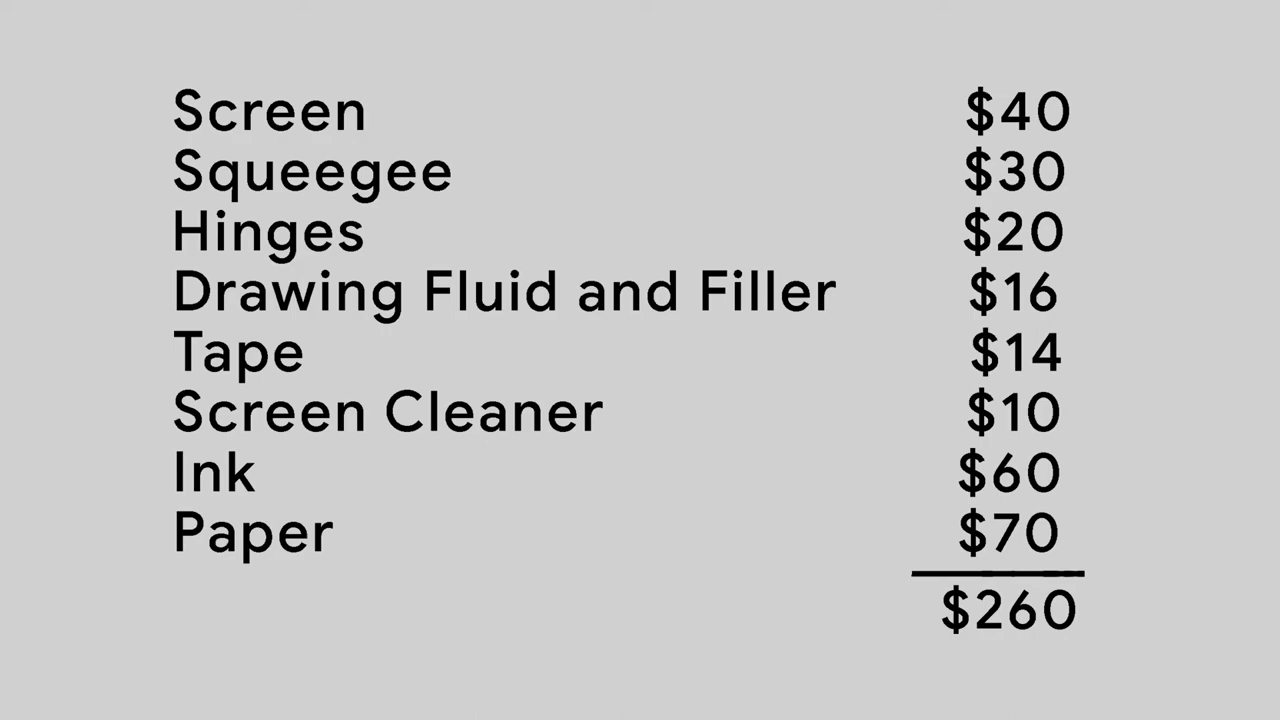 Screen $40
Squeegee $30
Hinges $20
Drawing Fluid and Filler $16
Tape $14
Screen Cleaner $10
Ink $60
Paper $70
$260